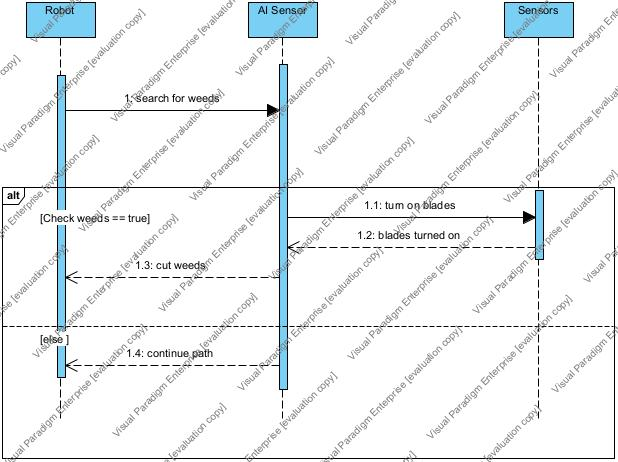 Robot
AI Sensor
Sensors
1: search for weeds
alt
[Check weeds == true]
1.1: turn on blades
1.2: blades turned on
1.3: cut weeds
[else ]
1.4: continue path
Visual Paradigm Enterprise [evaluation copy]